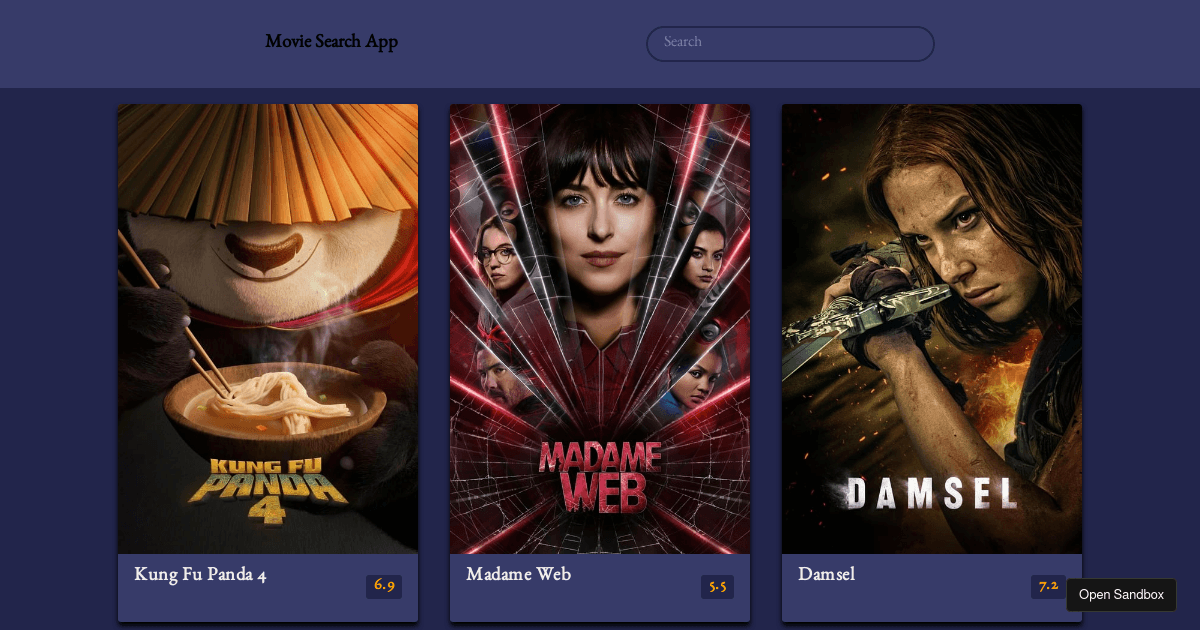 Movie Search App
Search
KUNG FU
PANDA
4
MADAME
WEB
DAMSEL
Kung Fu Panda 4
6.9
Madame Web
5.5
Damsel
7.2
Open Sandbox